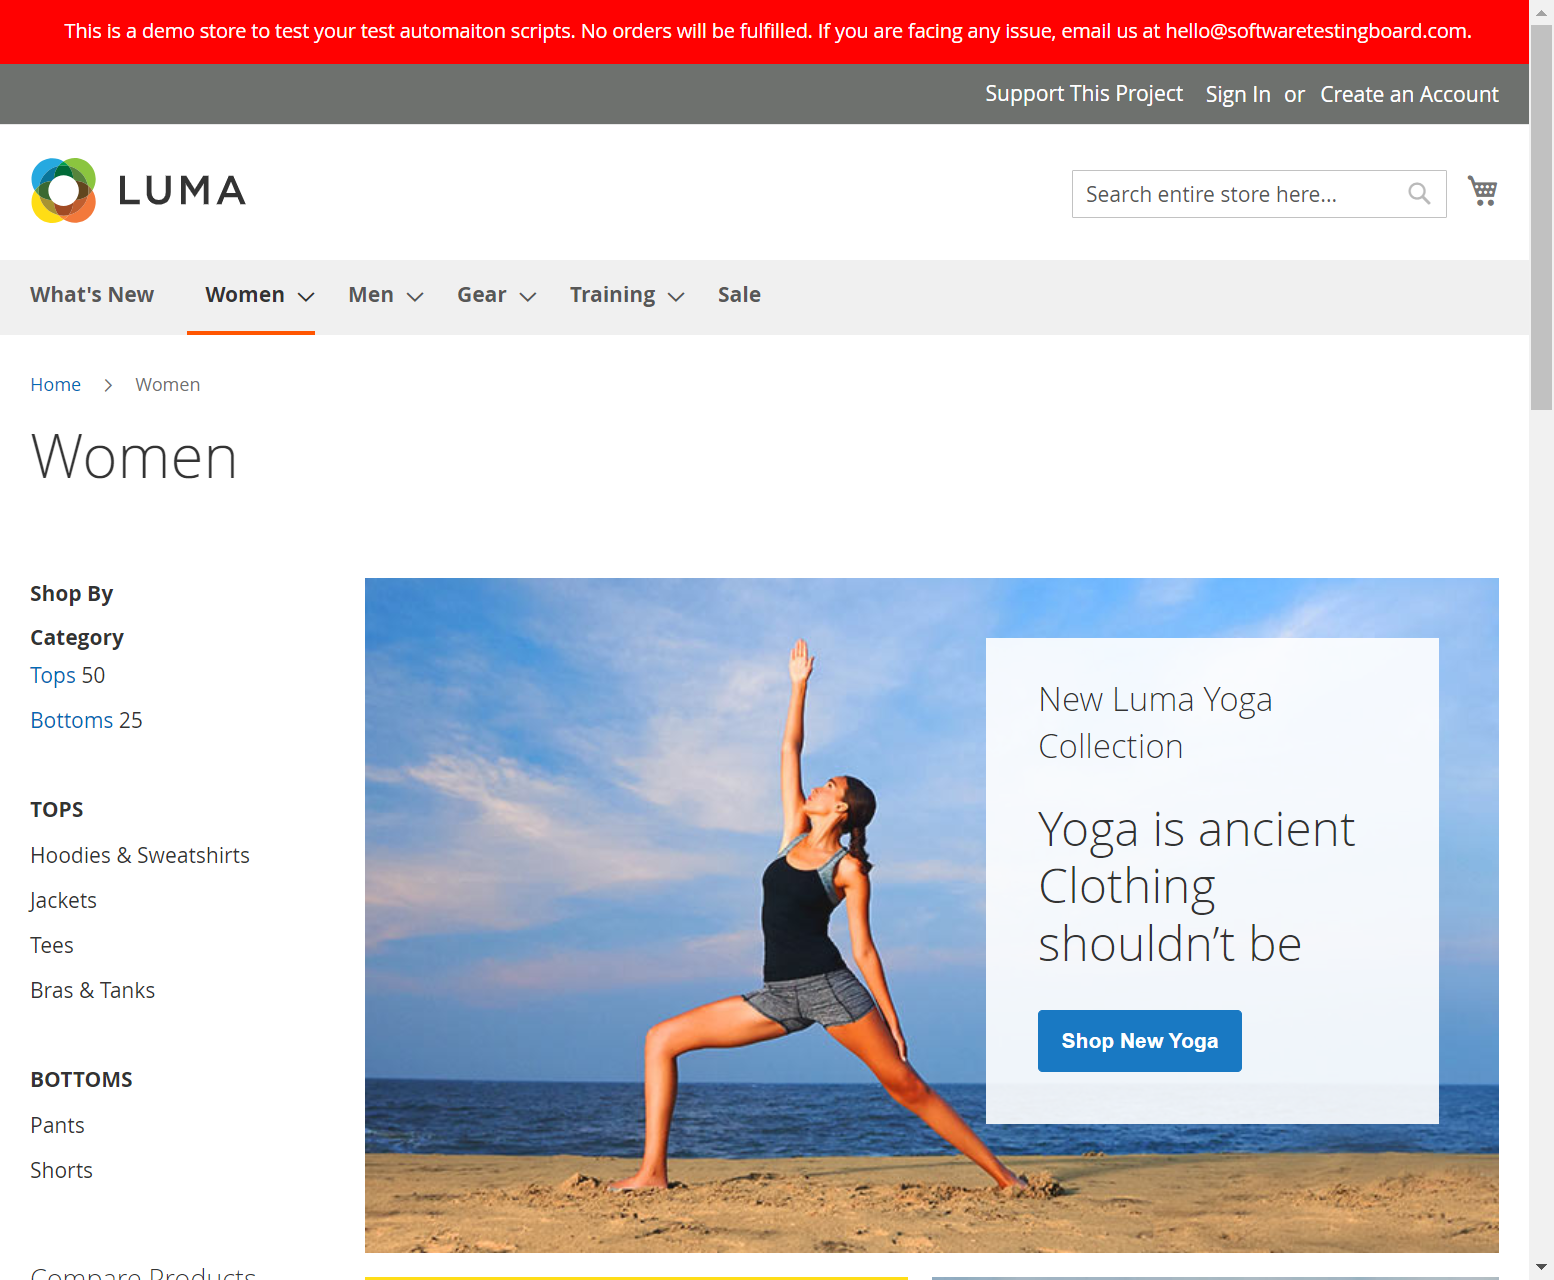 This is a demo store to test your test automaiton scripts. No orders will be fulfilled. If you are facing any issue, email us at hello@softwaretestingboard.com.
Support This Project Sign In or Create an Account
LUMA
Search entire store here...
What's New Women Men Gear Training Sale
Home > Women
Women
Shop By
Category
Tops 50
Bottoms 25
TOPS
Hoodies & Sweatshirts
Jackets
Tees
Bras & Tanks
BOTTOMS
Pants
Shorts
Compare Products
New Luma Yoga
Collection
Yoga is ancient
Clothing
shouldn’t be
Shop New Yoga